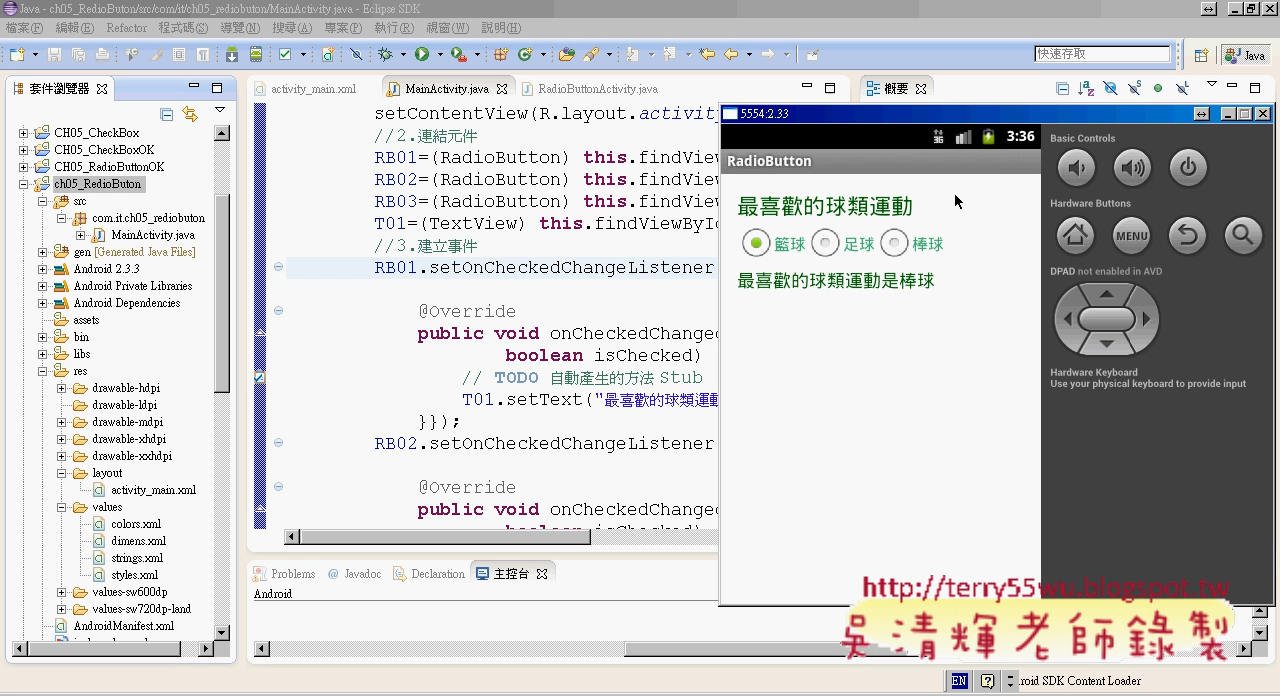 Java - ch05_RedioButon/src/com/it/ch05_rediobuton/MainActivity.java - Eclipse SDK
檔案(F) 編輯(E) Refactor 程式碼(S) 導覽(N) 搜尋(A) 專案(P) 執行(R) 視窗(W) 說明(H)
快速存取
Java
套件瀏覽器
CH05_CheckBox
CH05_CheckBoxOK
CH05_RadioButtonOK
ch05_RedioButon
src
com.it.ch05_rediobuton
MainActivity.java
gen [Generated Java Files]
Android 2.3.3
Android Private Libraries
Android Dependencies
assets
bin
libs
res
drawable-hdpi
drawable-ldpi
drawable-mdpi
drawable-xhdpi
drawable-xxhdpi
layout
activity_main.xml
values
colors.xml
dimens.xml
strings.xml
styles.xml
values-sw600dp
values-sw720dp-land
AndroidManifest.xml
activity_main.xml MainActivity.java RadioButtonActivity.java
setContentView(R.layout.activit
//2.連結元件
RB01=(RadioButton) this.findView
RB02=(RadioButton) this.findView
RB03=(RadioButton) this.findView
T01=(TextView) this.findViewById
//3.建立事件
RB01.setOnCheckedChangeListener
@Override
public void onCheckedChanged
boolean isChecked)
// TODO 自動產生的方法 Stub
T01.setText("最喜歡的球類運動
}});
RB02.setOnCheckedChangeListener
@Override
public void onCheckedChanged
boolean isChecked)
Problems @ Javadoc Declaration 主控台
Android
概要
5554:2.33
3G 3:36
RadioButton
最喜歡的球類運動
籃球 足球 棒球
最喜歡的球類運動是棒球
Basic Controls
Hardware Buttons
MENU
DPAD not enabled in AVD
Hardware Keyboard
Use your physical keyboard to provide input
http://terry55wu.blogspot.tw
吳清輝老師錄製
EN
roid SDK Content Loader